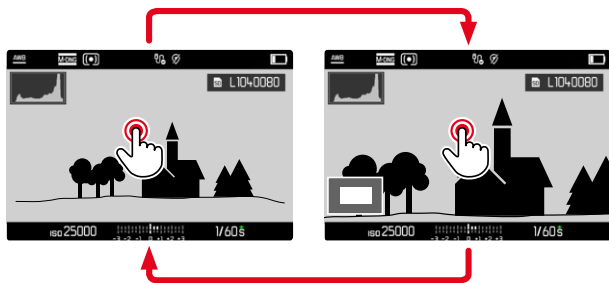 AWB M-DNG
L1040080
ISO 25000 -3 -2 -1 0 +1 +2 +3 1/60s
AWB M-DNG
L1040080
ISO 25000 -3 -2 -1 0 +1 +2 +3 1/60s